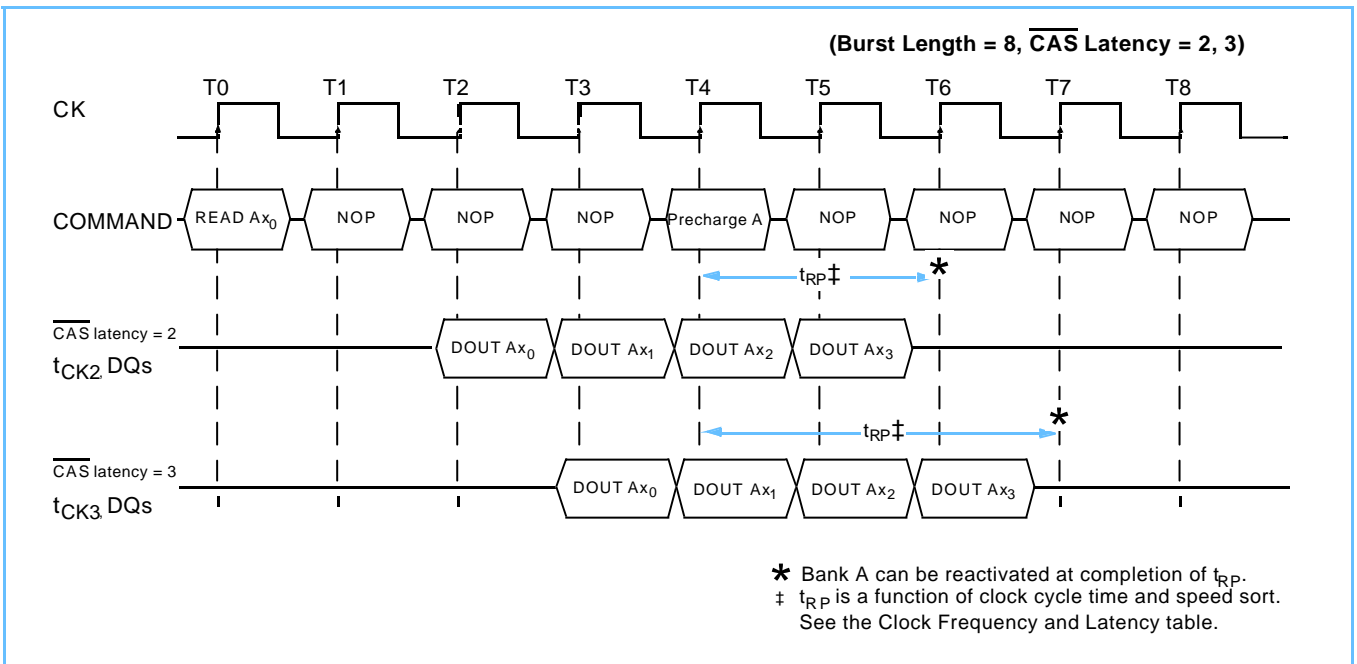 (Burst Length = 8, CAS Latency = 2, 3)
T0 T1 T2 T3 T4 T5 T6 T7 T8
CK
COMMAND READ Ax0 NOP NOP NOP Precharge A NOP NOP NOP NOP
tRP‡ *
CAS latency = 2
tCK2, DQs
DOUT Ax0 DOUT Ax1 DOUT Ax2 DOUT Ax3
tRP‡ *
CAS latency = 3
tCK3, DQs
DOUT Ax0 DOUT Ax1 DOUT Ax2 DOUT Ax3
* Bank A can be reactivated at completion of tRP.
‡ tRP is a function of clock cycle time and speed sort.
See the Clock Frequency and Latency table.